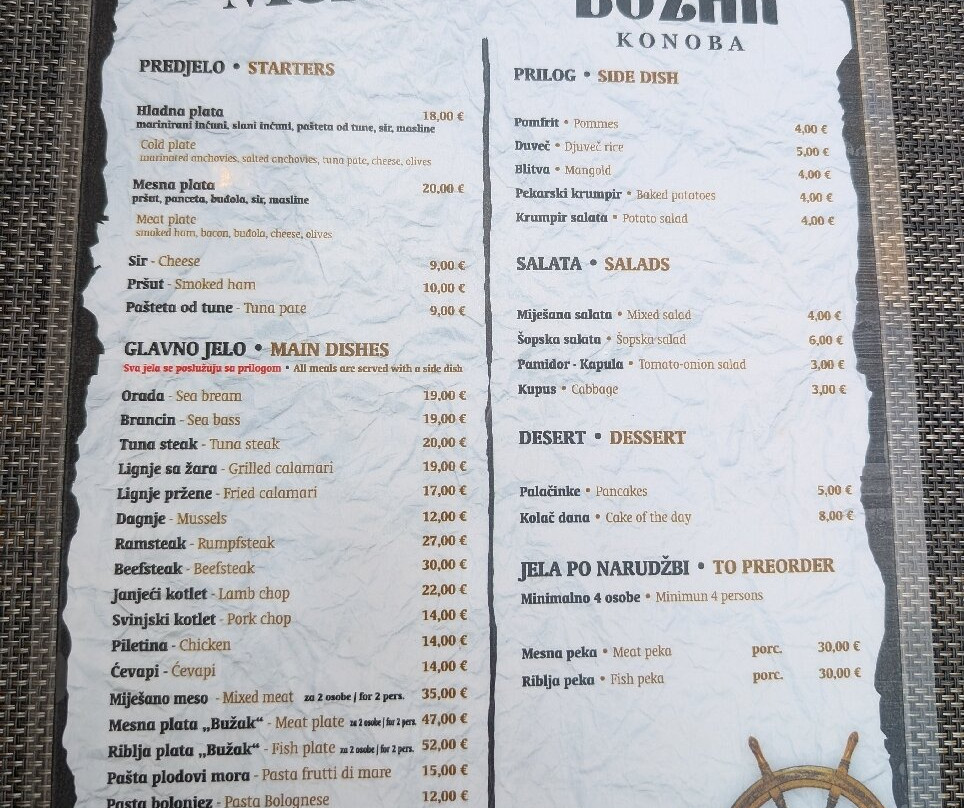 KONOBA
PREDJELO • STARTERS
Hladna plata 18,00 €
marinirani inćuni, slani inćuni, pašteta od tune, sir, masline
Cold plate
marinated anchovies, salted anchovies, tuna pate, cheese, olives
Mesna plata 20,00 €
pršut, panceta, buđola, sir, masline
Meat plate
smoked ham, bacon, buđola, cheese, olives
Sir - Cheese 9,00 €
Pršut - Smoked ham 10,00 €
Pašteta od tune - Tuna pate 9,00 €
GLAVNO JELO • MAIN DISHES
Sva jela se poslužuju sa prilogom • All meals are served with a side dish
Orada - Sea bream 19,00 €
Brancin - Sea bass 19,00 €
Tuna steak - Tuna steak 20,00 €
Lignje sa žara - Grilled calamari 19,00 €
Lignje pržene - Fried calamari 17,00 €
Dagnje - Mussels 12,00 €
Ramsteak - Rumpfsteak 27,00 €
Beefsteak - Beefsteak 30,00 €
Janjeći kotlet - Lamb chop 22,00 €
Svinjski kotlet - Pork chop 14,00 €
Piletina - Chicken 14,00 €
Ćevapi - Ćevapi 14,00 €
Miješano meso - Mixed meat za 2 osobe / for 2 pers. 35,00 €
Mesna plata „Bužak“ - Meat plate za 2 osobe / for 2 pers. 47,00 €
Riblja plata „Bužak“ - Fish plate za 2 osobe / for 2 pers. 52,00 €
Pašta plodovi mora - Pasta frutti di mare 15,00 €
Pasta bolonjez - Pasta Bolognese 12,00 €
PRILOG • SIDE DISH
Pomfrit • Pommes 4,00 €
Duveč • Djuveč rice 5,00 €
Blitva • Mangold 4,00 €
Pekarski krumpir • Baked potatoes 4,00 €
Krumpir salata • Potato salad 4,00 €
SALATA • SALADS
Miješana salata • Mixed salad 4,00 €
Šopska salata • Šopska salad 6,00 €
Pamidor - Kapula • Tomato-onion salad 3,00 €
Kupus • Cabbage 3,00 €
DESERT • DESSERT
Palačinke • Pancakes 5,00 €
Kolač dana • Cake of the day 8,00 €
JELA PO NARUDŽBI • TO PREORDER
Minimalno 4 osobe • Minimun 4 persons
Mesna peka • Meat peka porc. 30,00 €
Riblja peka • Fish peka porc. 30,00 €